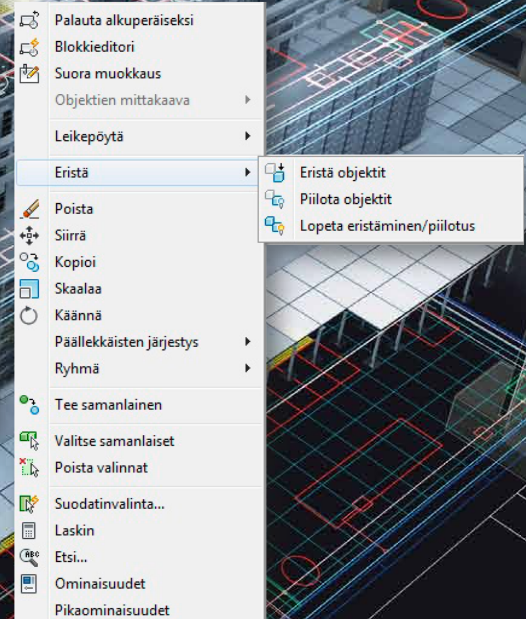 Palauta alkuperäiseksi
Blokkieditori
Suora muokkaus
Objektien mittakaava
Leikepöytä
Eristä
Eristä objektit
Piilota objektit
Lopeta eristäminen/piilotus
Poista
Siirrä
Kopioi
Skaalaa
Käännä
Päällekkäisten järjestys
Ryhmä
Tee samanlainen
Valitse samanlaiset
Poista valinnat
Suodatinvalinta...
Laskin
ABC
Etsi...
Ominaisuudet
Pikaominaisuudet